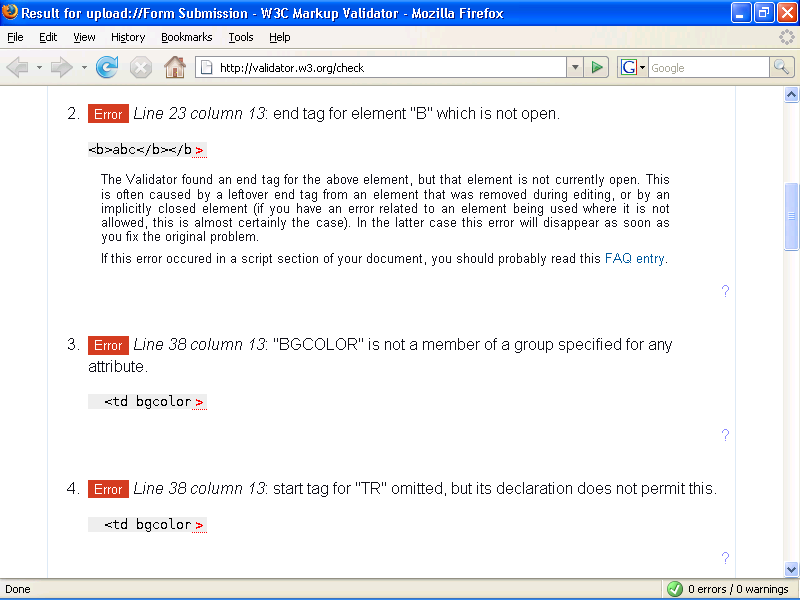 Result for upload://Form Submission - W3C Markup Validator - Mozilla Firefox
File Edit View History Bookmarks Tools Help
http://validator.w3.org/check
G Google
2. Error Line 23 column 13: end tag for element "B" which is not open.
<b>abc</b></b>
The Validator found an end tag for the above element, but that element is not currently open. This
is often caused by a leftover end tag from an element that was removed during editing, or by an
implicitly closed element (if you have an error related to an element being used where it is not
allowed, this is almost certainly the case). In the latter case this error will disappear as soon as
you fix the original problem.
If this error occured in a script section of your document, you should probably read this FAQ entry.
?
3. Error Line 38 column 13: "BGCOLOR" is not a member of a group specified for any
attribute.
<td bgcolor>
?
4. Error Line 38 column 13: start tag for "TR" omitted, but its declaration does not permit this.
<td bgcolor>
?
Done
0 errors / 0 warnings